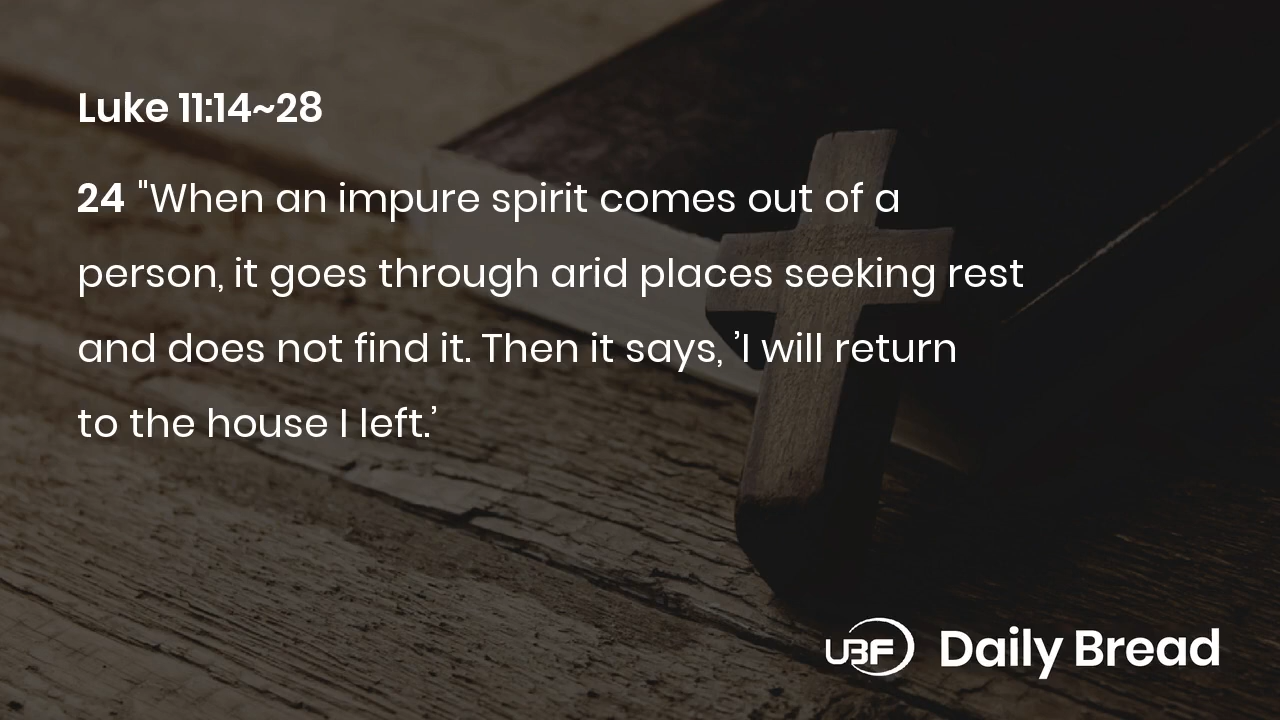 Luke 11:14~28
24 "When an impure spirit comes out of a
person, it goes through arid places seeking rest
and does not find it. Then it says, ’I will return
to the house I left.’
UBF Daily Bread